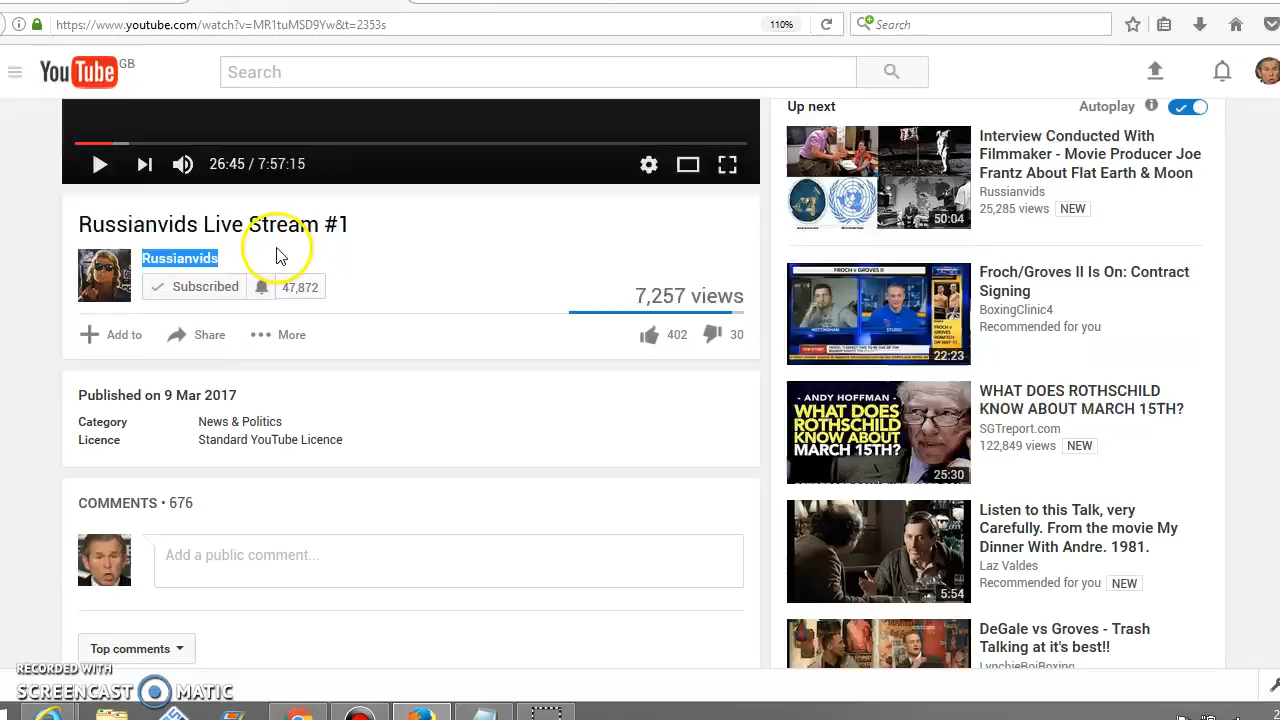 https://www.youtube.com/watch?v=MR1tuMSD9Yw&t=2353s
110%
Search
YouTube GB
Search
26:45 / 7:57:15
Russianvids Live Stream #1
Russianvids
Subscribed
47,872
7,257 views
Add to
Share
More
402
30
Published on 9 Mar 2017
Category News & Politics
Licence Standard YouTube Licence
COMMENTS • 676
Add a public comment...
Top comments
Up next
Autoplay
50:04
Interview Conducted With
Filmmaker - Movie Producer Joe
Frantz About Flat Earth & Moon
Russianvids
25,285 views NEW
FROCH V GROVES II
NOTTINGHAM
STUDIO
22:23
Froch/Groves II Is On: Contract
Signing
BoxingClinic4
Recommended for you
- ANDY HOFFMAN -
WHAT DOES
ROTHSCHILD
KNOW ABOUT
MARCH 15TH?
25:30
WHAT DOES ROTHSCHILD
KNOW ABOUT MARCH 15TH?
SGTreport.com
122,849 views NEW
5:54
Listen to this Talk, very
Carefully. From the movie My
Dinner With Andre. 1981.
Laz Valdes
Recommended for you NEW
DeGale vs Groves - Trash
Talking at it's best!!
LynchieBoiBoxing
RECORDED WITH
SCREENCAST MATIC